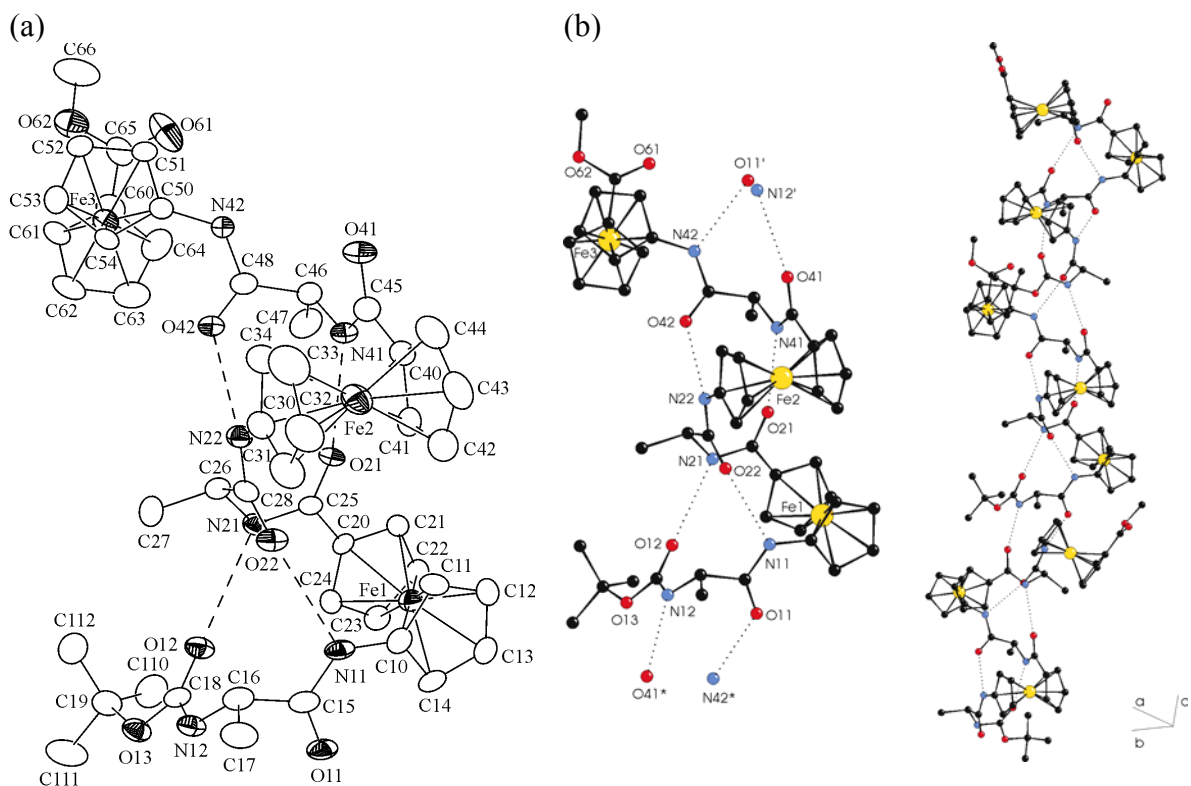 (a)
C66
O62
C65
O61
C52
C51
C53
Fe3
C60
C50
N42
C61
C54
C64
C62
C63
C48
C46
O41
C45
O42
C47
C34
C33
N41
C44
C40
C43
C32
C30
Fe2
C41
C42
N22
C31
O21
C26
C28
C25
C27
N21
O22
C20
C21
C22
C11
C24
Fe1
C12
C23
C112
O12
C110
N11
C10
C13
C14
C19
C18
C16
C15
O13
N12
C17
C111
O11
(b)
O61
O62
O11'
N12'
N42
Fe3
O41
O42
N41
N22
Fe2
O21
N21
O22
Fe1
O12
N11
O13
N12
O11
O41*
N42*
a
c
b